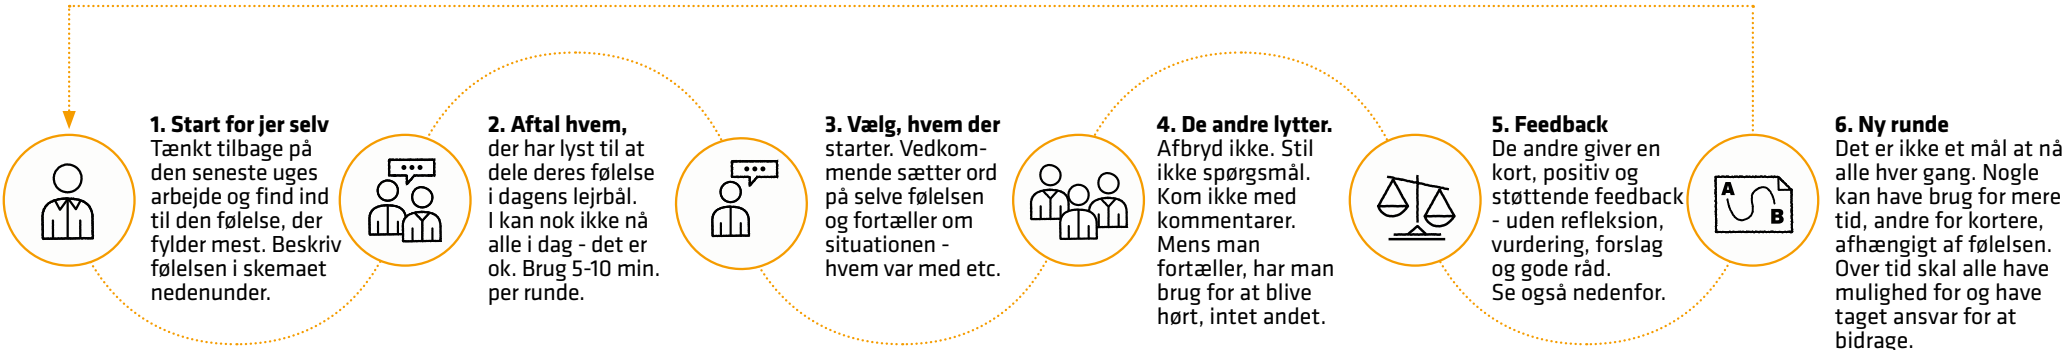 1. Start for jer selv
Tænkt tilbage på
den seneste uges
arbejde og find ind
til den følelse, der
fylder mest. Beskriv
følelsen i skemaet
nedenunder.
2. Aftal hvem,
der har lyst til at
dele deres følelse
i dagens lejrbål.
I kan nok ikke nå
alle i dag - det er
ok. Brug 5-10 min.
per runde.
3. Vælg, hvem der
starter. Vedkom-
mende sætter ord
på selve følelsen
og fortæller om
situationen -
hvem var med etc.
4. De andre lytter.
Afbryd ikke. Stil
ikke spørgsmål.
Kom ikke med
kommentarer.
Mens man
fortæller, har man
brug for at blive
hørt, intet andet.
5. Feedback
De andre giver en
kort, positiv og
støttende feedback
- uden refleksion,
vurdering, forslag
og gode råd.
Se også nedenfor.
A
B
6. Ny runde
Det er ikke et mål at nå
alle hver gang. Nogle
kan have brug for mere
tid, andre for kortere,
afhængigt af følelsen.
Over tid skal alle have
mulighed for og have
taget ansvar for at
bidrage.